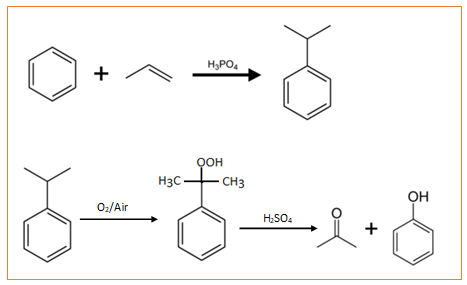 +
H₃PO₄
OOH
H₃C
CH3
O₂/Air
H₂SO₄
O
+
OH